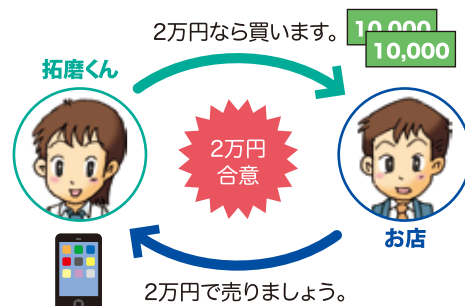 2万円なら買います。
10,000
10,000
拓磨くん
2万円
合意
お店
2万円で売りましょう。